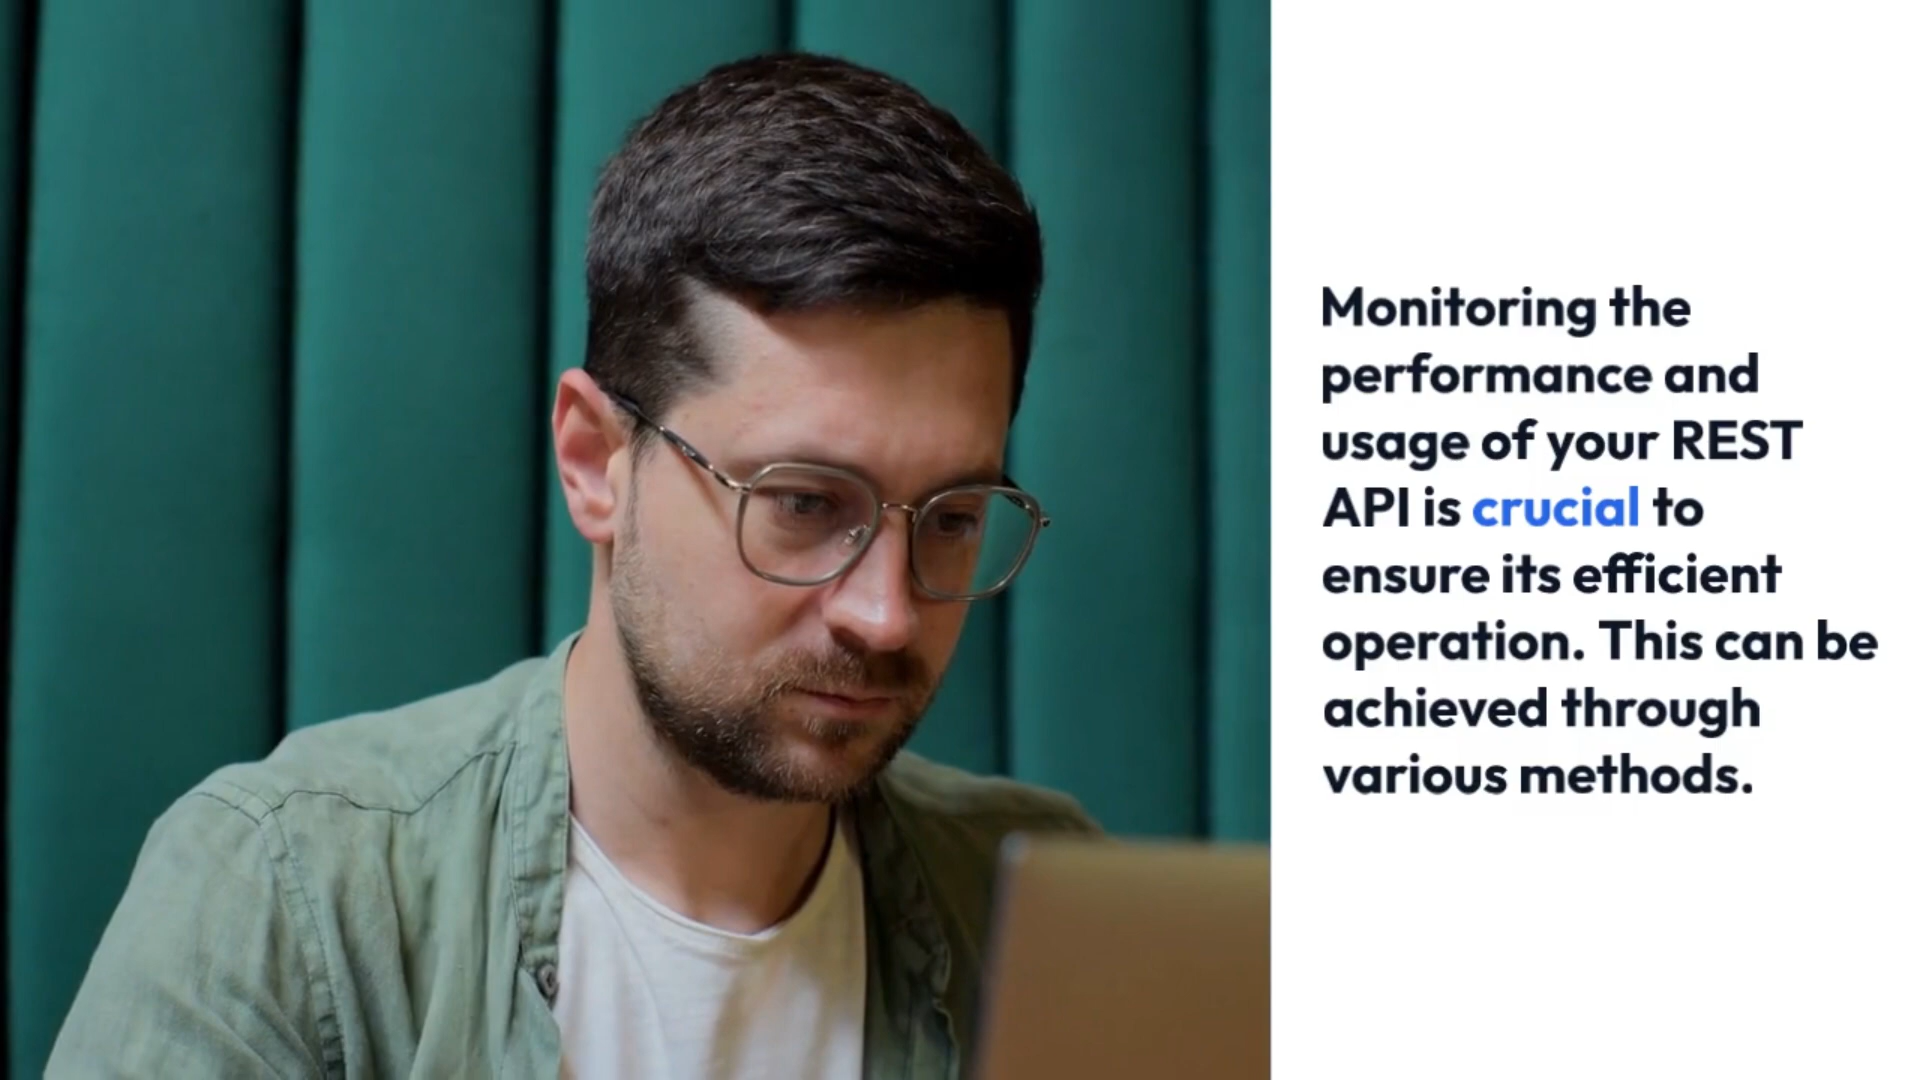 Monitoring the
performance and
usage of your REST
API is crucial to
ensure its efficient
operation. This can be
achieved through
various methods.